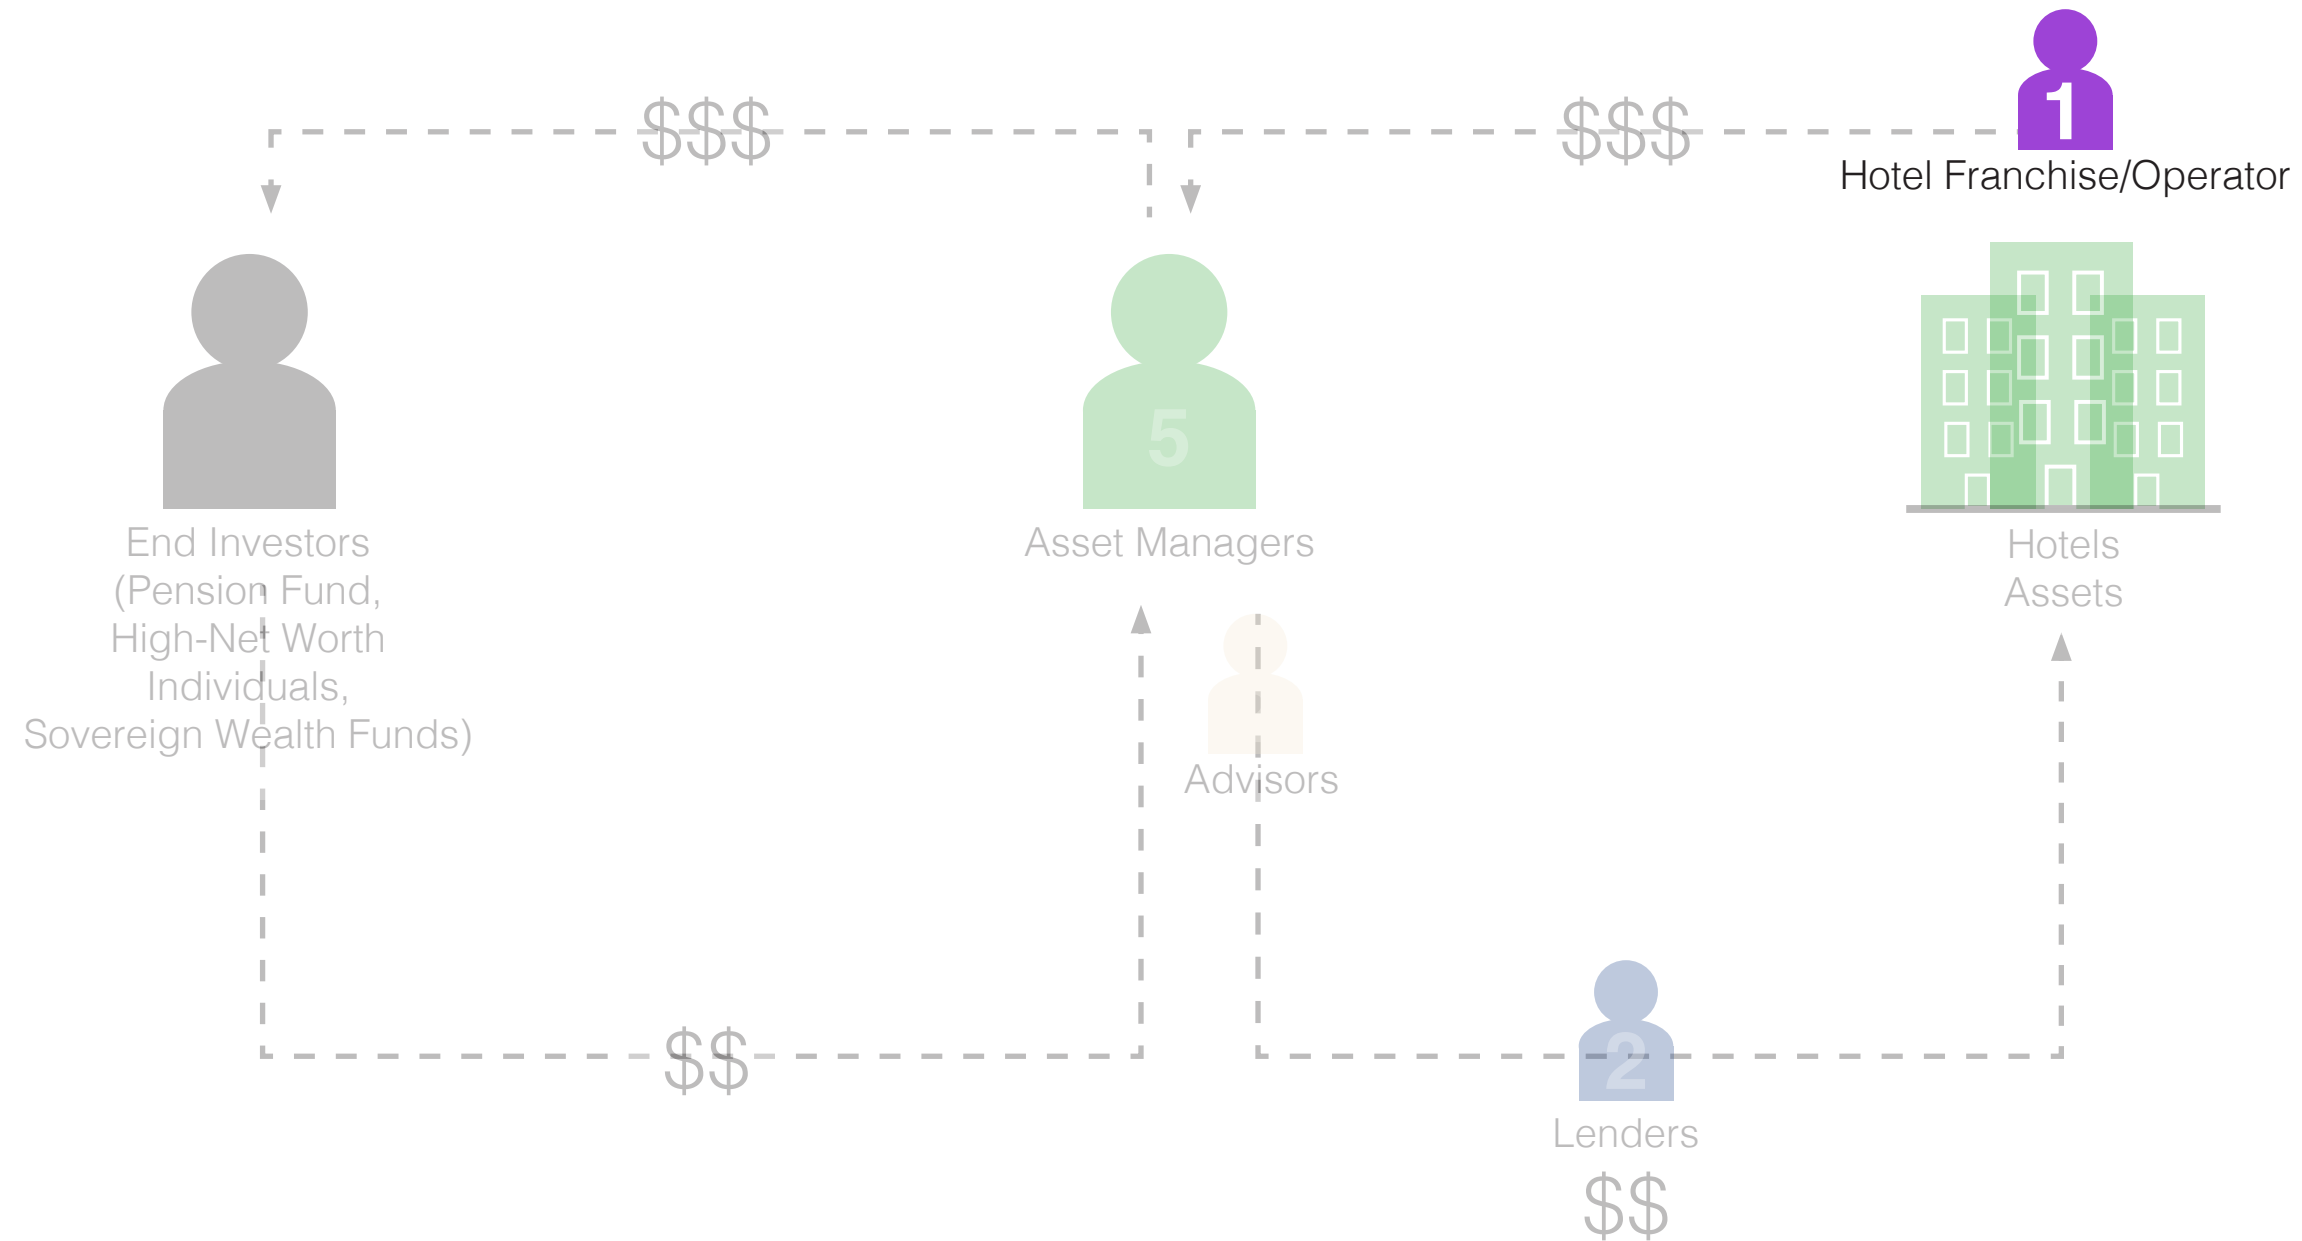 $$$
$$$
1
Hotel Franchise/Operator
5
End Investors
(Pension Fund,
High-Net Worth
Individuals,
Sovereign Wealth Funds)
Asset Managers
Hotels
Assets
Advisors
$$
2
Lenders
$$